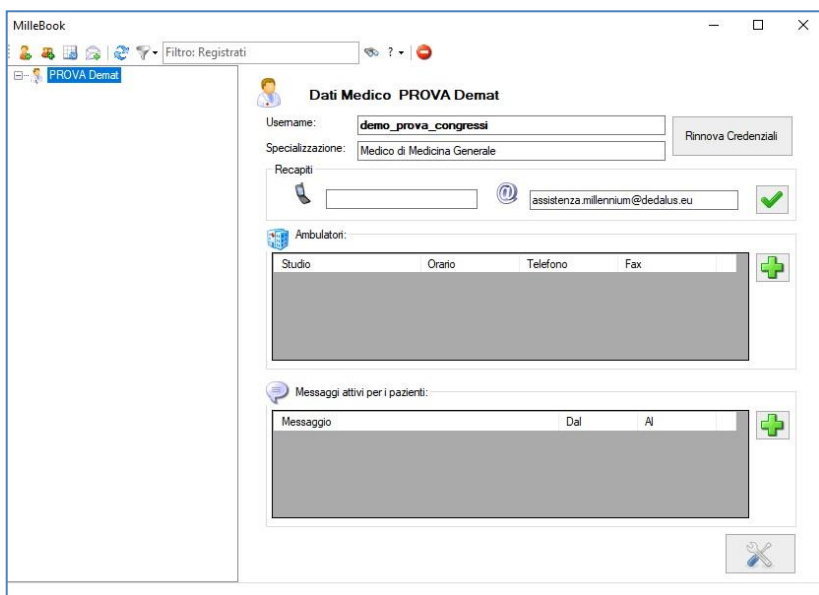 MilleBook
Filtro: Registrati ? 
PROVA Demat
Dati Medico PROVA Demat
Username: demo_prova_congressi
Rinnova Credenziali
Specializzazione: Medico di Medicina Generale
Recapiti
@ assistenza.millennium@dedalus.eu
Ambulatori:
Studio Orario Telefono Fax
Messaggi attivi per i pazienti:
Messaggio Dal Al